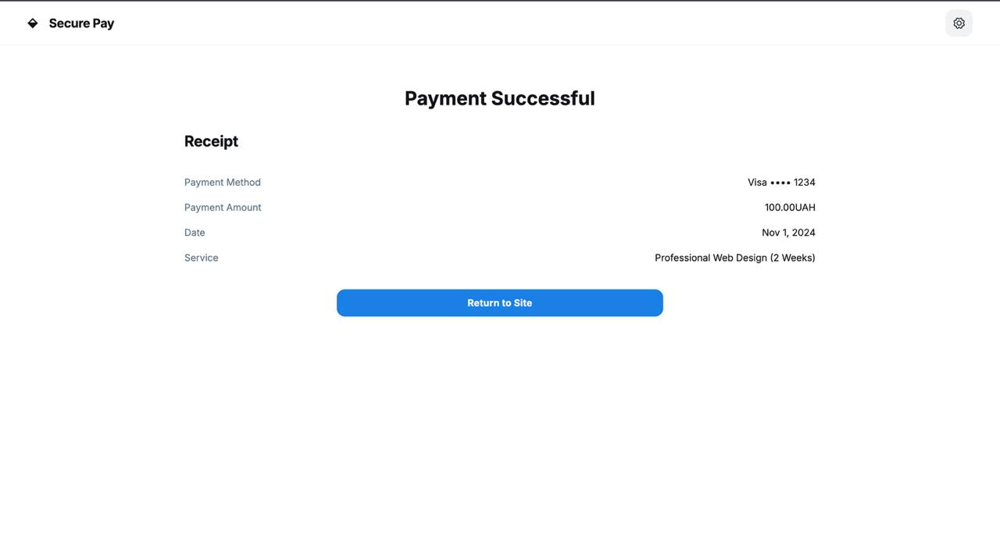 Secure Pay
Payment Successful
Receipt
Payment Method Visa •••• 1234
Payment Amount 100.00UAH
Date Nov 1, 2024
Service Professional Web Design (2 Weeks)
Return to Site